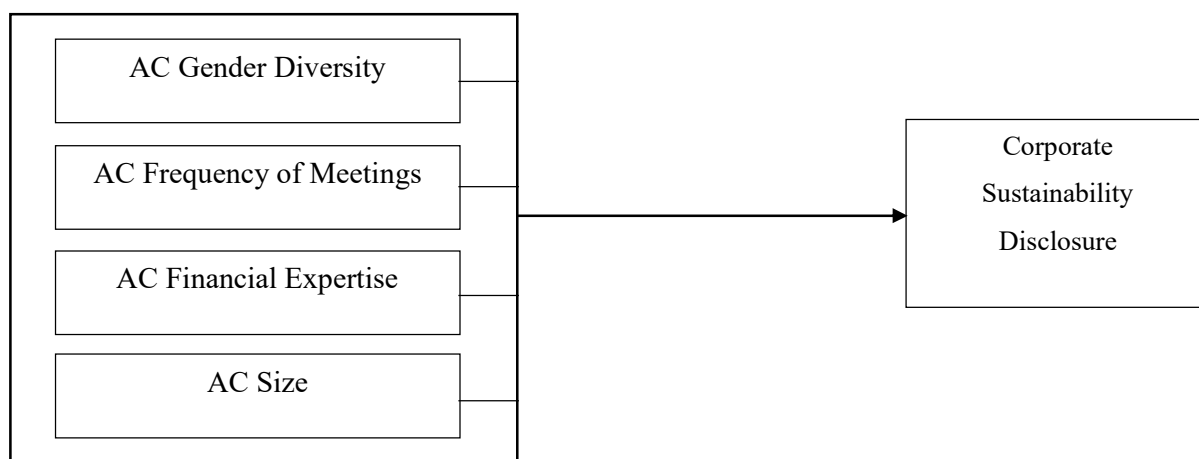 AC Gender Diversity
AC Frequency of Meetings
AC Financial Expertise
AC Size
Corporate
Sustainability
Disclosure